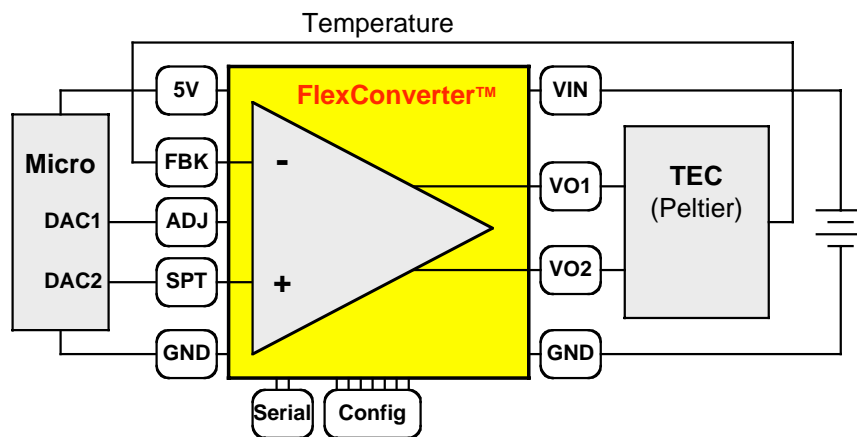 Temperature
5V
FlexConverter™
VIN
Micro
FBK
-
VO1
TEC
(Peltier)
DAC1
ADJ
DAC2
SPT
+
VO2
GND
GND
Serial
Config